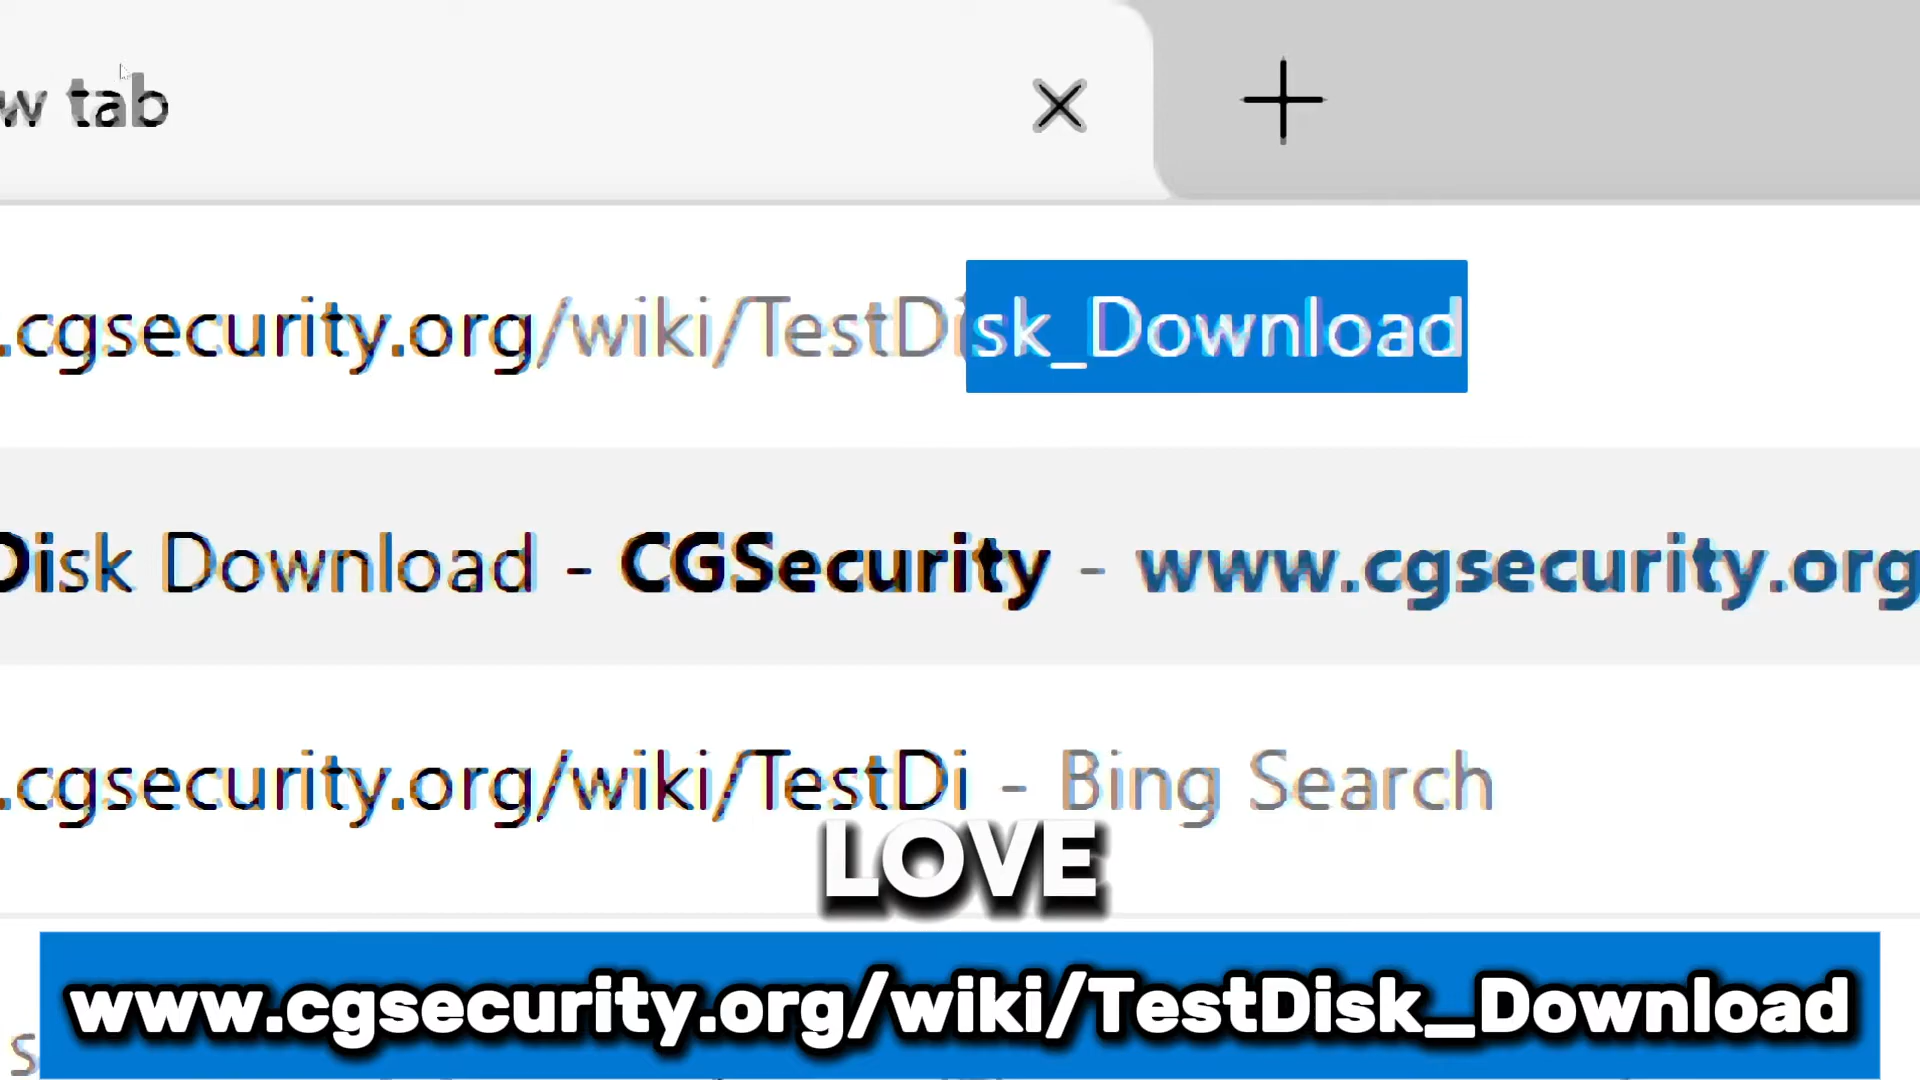 w tab
.cgsecurity.org/wiki/TestDisk_Download
Disk Download - CGSecurity - www.cgsecurity.org
.cgsecurity.org/wiki/TestDi - Bing Search
LOVE
www.cgsecurity.org/wiki/TestDisk_Download